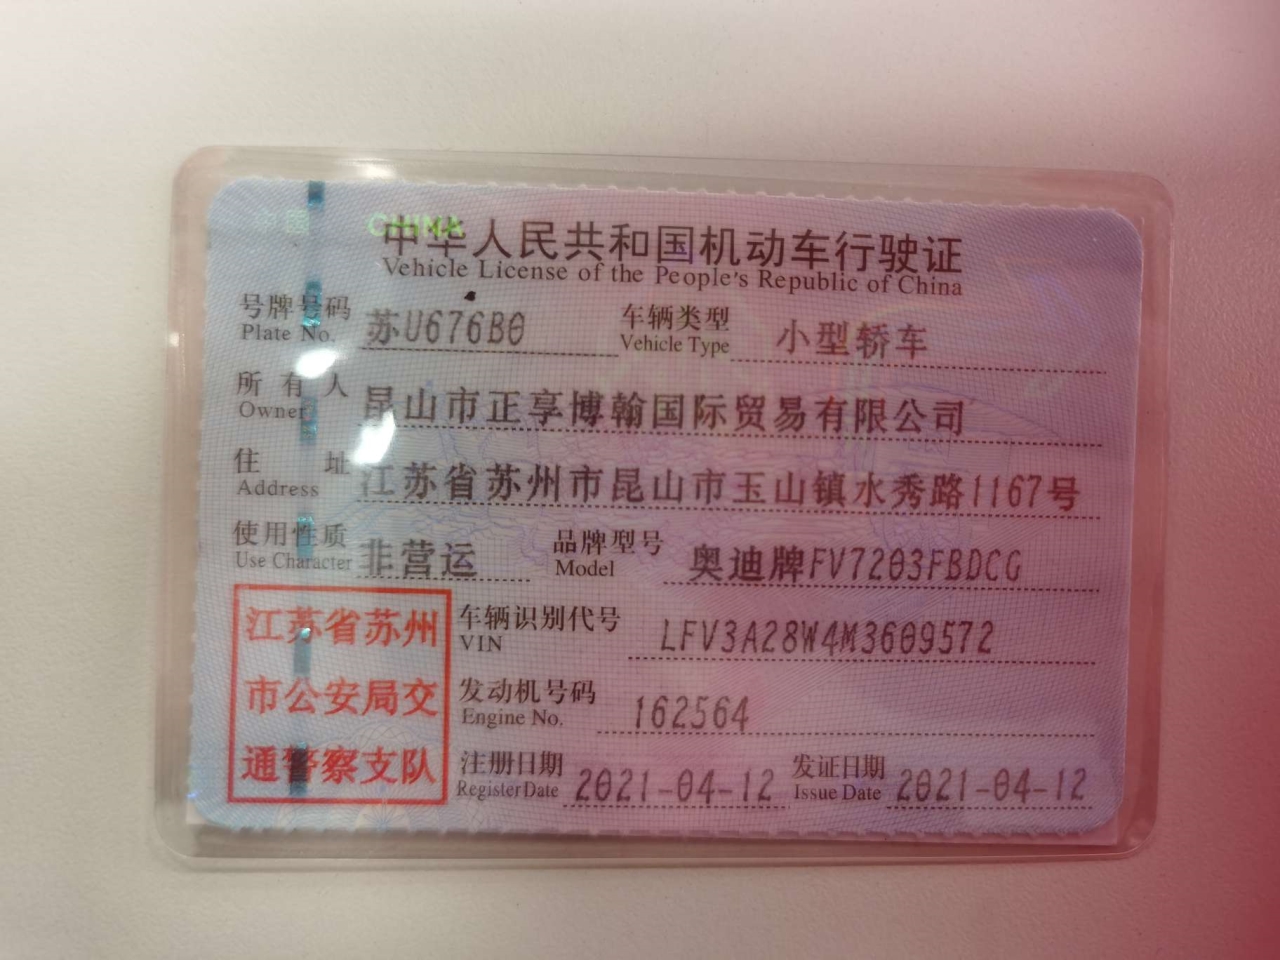 中国 CHINA
中华人民共和国机动车行驶证
Vehicle License of the People's Republic of China
号牌号码 苏U676B0 车辆类型 小型轿车
Plate No. Vehicle Type
所有人 昆山市正享博翰国际贸易有限公司
Owner
住址 江苏省苏州市昆山市玉山镇水秀路1167号
Address
使用性质 非营运 品牌型号 奥迪牌FV7203FBDCG
Use Character Model
江苏省苏州
市公安局交
通警察支队
车辆识别代号 LFV3A28W4M3609572
VIN
发动机号码 162564
Engine No.
注册日期 2021-04-12 发证日期 2021-04-12
Register Date Issue Date